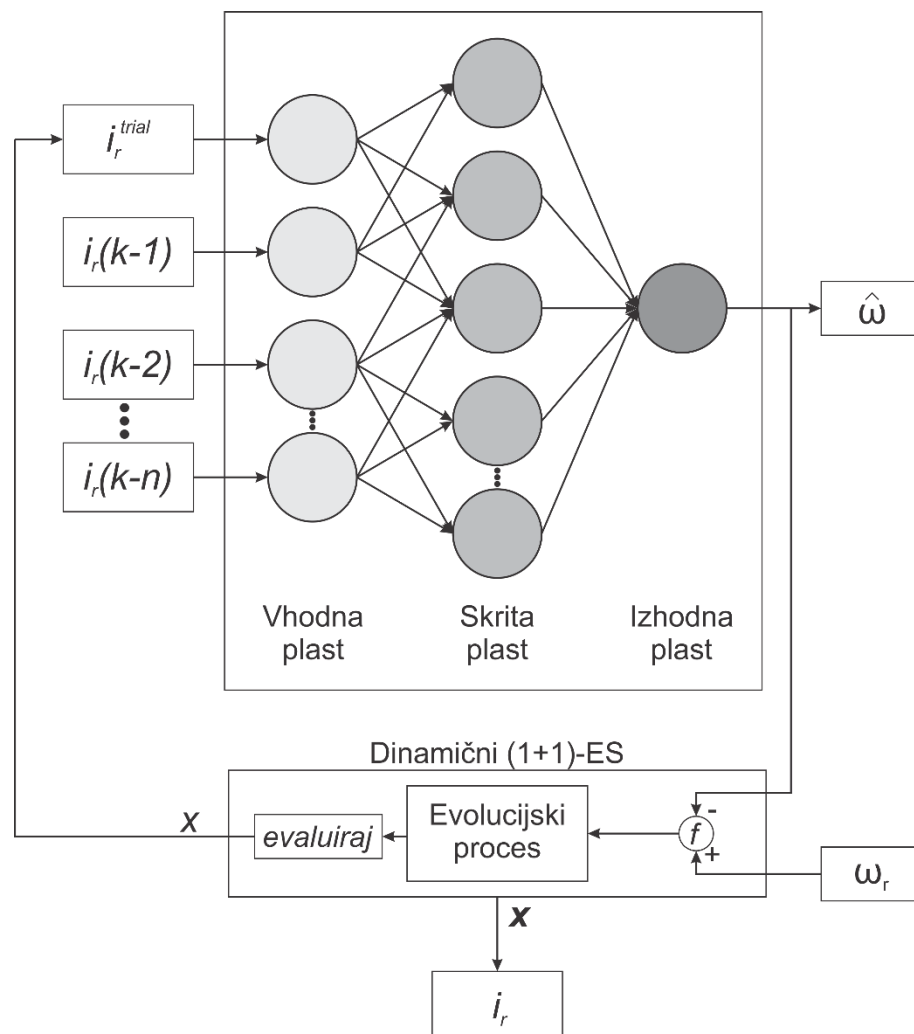 i_r^trial
i_r(k-1)
i_r(k-2)
i_r(k-n)
ω̂
Vhodna
plast
Skrita
plast
Izhodna
plast
Dinamični (1+1)-ES
x
evaluiraj
Evolucijski
proces
-
f
+
ω_r
x
i_r